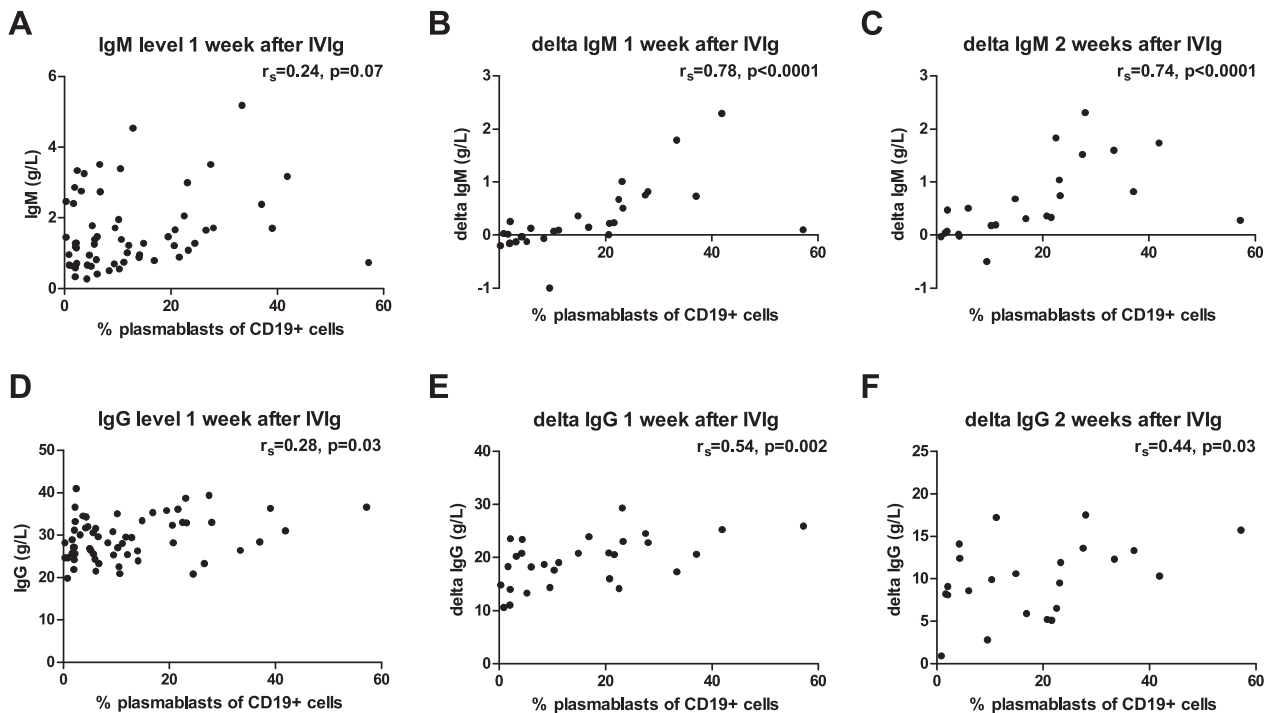 A
IgM level 1 week after IVIg
rs=0.24, p=0.07
6
4
2
0
IgM (g/L)
0 20 40 60
% plasmablasts of CD19+ cells
B
delta IgM 1 week after IVIg
rs=0.78, p<0.0001
3
2
1
0
-1
delta IgM (g/L)
20 40 60
% plasmablasts of CD19+ cells
C
delta IgM 2 weeks after IVIg
rs=0.74, p<0.0001
3
2
1
0
-1
delta IgM (g/L)
20 40 60
% plasmablasts of CD19+ cells
D
IgG level 1 week after IVIg
rs=0.28, p=0.03
50
40
30
20
10
0
IgG (g/L)
0 20 40 60
% plasmablasts of CD19+ cells
E
delta IgG 1 week after IVIg
rs=0.54, p=0.002
40
30
20
10
0
delta IgG (g/L)
0 20 40 60
% plasmablasts of CD19+ cells
F
delta IgG 2 weeks after IVIg
rs=0.44, p=0.03
25
20
15
10
5
0
delta IgG (g/L)
0 20 40 60
% plasmablasts of CD19+ cells